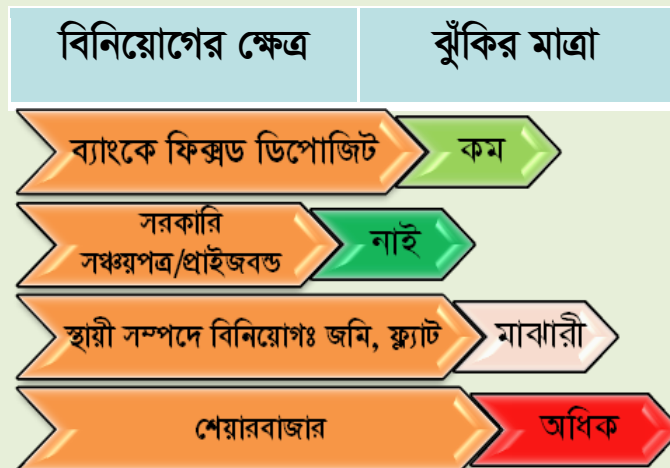 বিনিয়োগের ক্ষেত্র ঝুঁকির মাত্রা
ব্যাংকে ফিক্সড ডিপোজিট কম
সরকারি
সঞ্চয়পত্র/প্রাইজবন্ড নাই
স্থায়ী সম্পদে বিনিয়োগঃ জমি, ফ্ল্যাট মাঝারী
শেয়ারবাজার অধিক